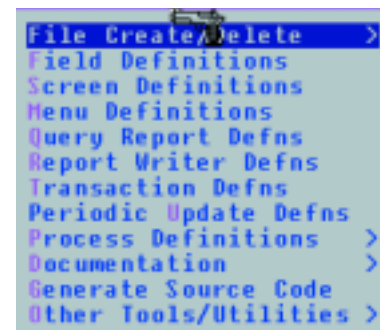 File Create/Delete >
Field Definitions
Screen Definitions
Menu Definitions
Query Report Defns
Report Writer Defns
Transaction Defns
Periodic Update Defns
Process Definitions >
Documentation >
Generate Source Code
Other Tools/Utilities >